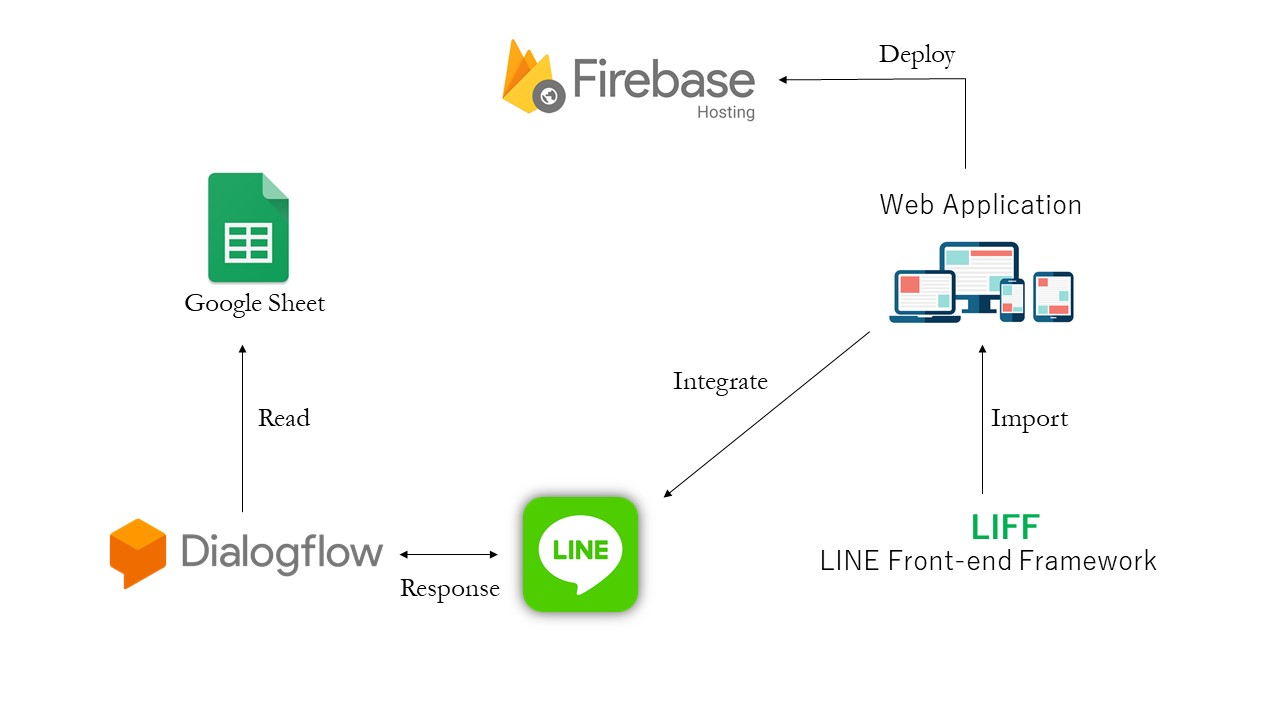 Deploy
Firebase
Hosting
Web Application
Google Sheet
Integrate
Read
Import
LIFF
LINE Front-end Framework
Dialogflow
LINE
Response